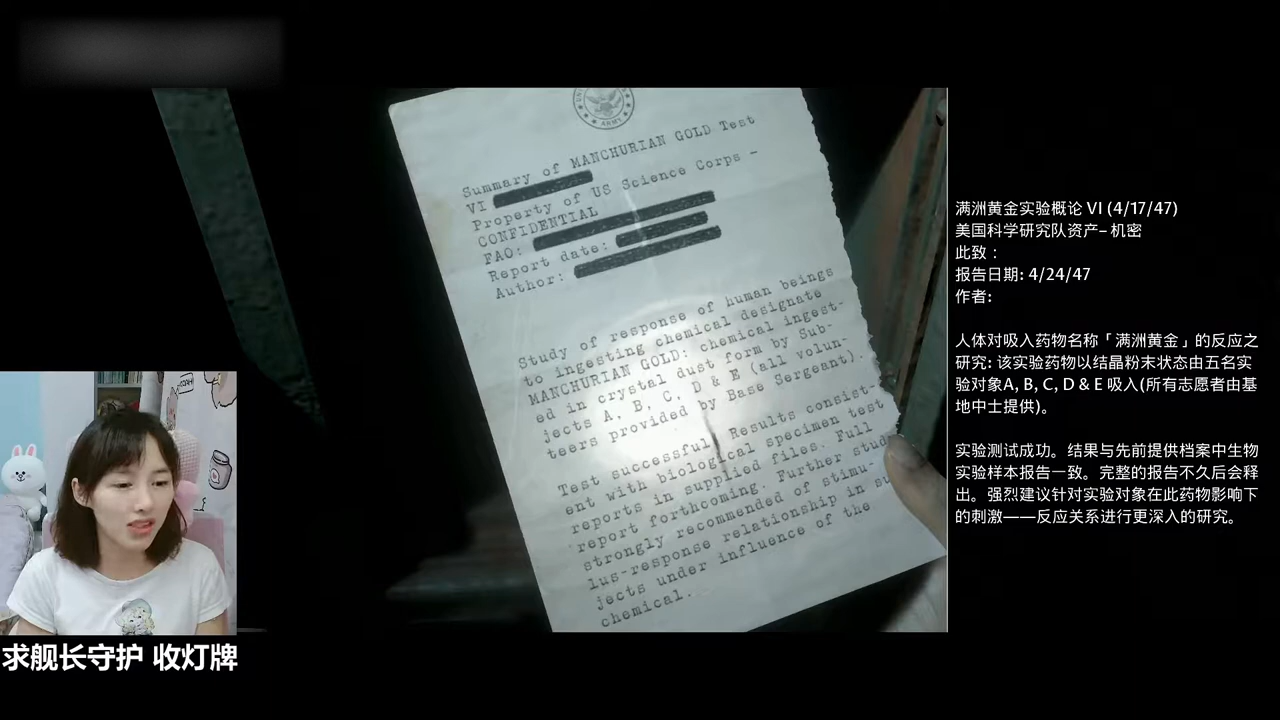 Summary of MANCHURIAN GOLD Test
VI
Property of US Science Corps –
CONFIDENTIAL
FAO:
Report date:
Author:
Study of response of human beings
to ingesting chemical designate
MANCHURIAN GOLD: chemical ingest-
ed in crystal dust form by Sub-
jects A, B, C, D & E (all volun-
teers provided by Base Sergeant).
Test successful. Results consist-
ent with biological specimen test
reports in supplied files. Full
report forthcoming. Further stud
strongly recommended of stimu-
lus-response relationship in su
jects under influence of the
chemical.
ARMY
满洲黄金实验概论 VI (4/17/47)
美国科学研究队资产– 机密
此致：
报告日期: 4/24/47
作者:
人体对吸入药物名称「满洲黄金」的反应之
研究: 该实验药物以结晶粉末状态由五名实
验对象A, B, C, D & E 吸入(所有志愿者由基
地中士提供)。
实验测试成功。结果与先前提供档案中生物
实验样本报告一致。完整的报告不久后会释
出。强烈建议针对实验对象在此药物影响下
的刺激——反应关系进行更深入的研究。
求舰长守护 收灯牌